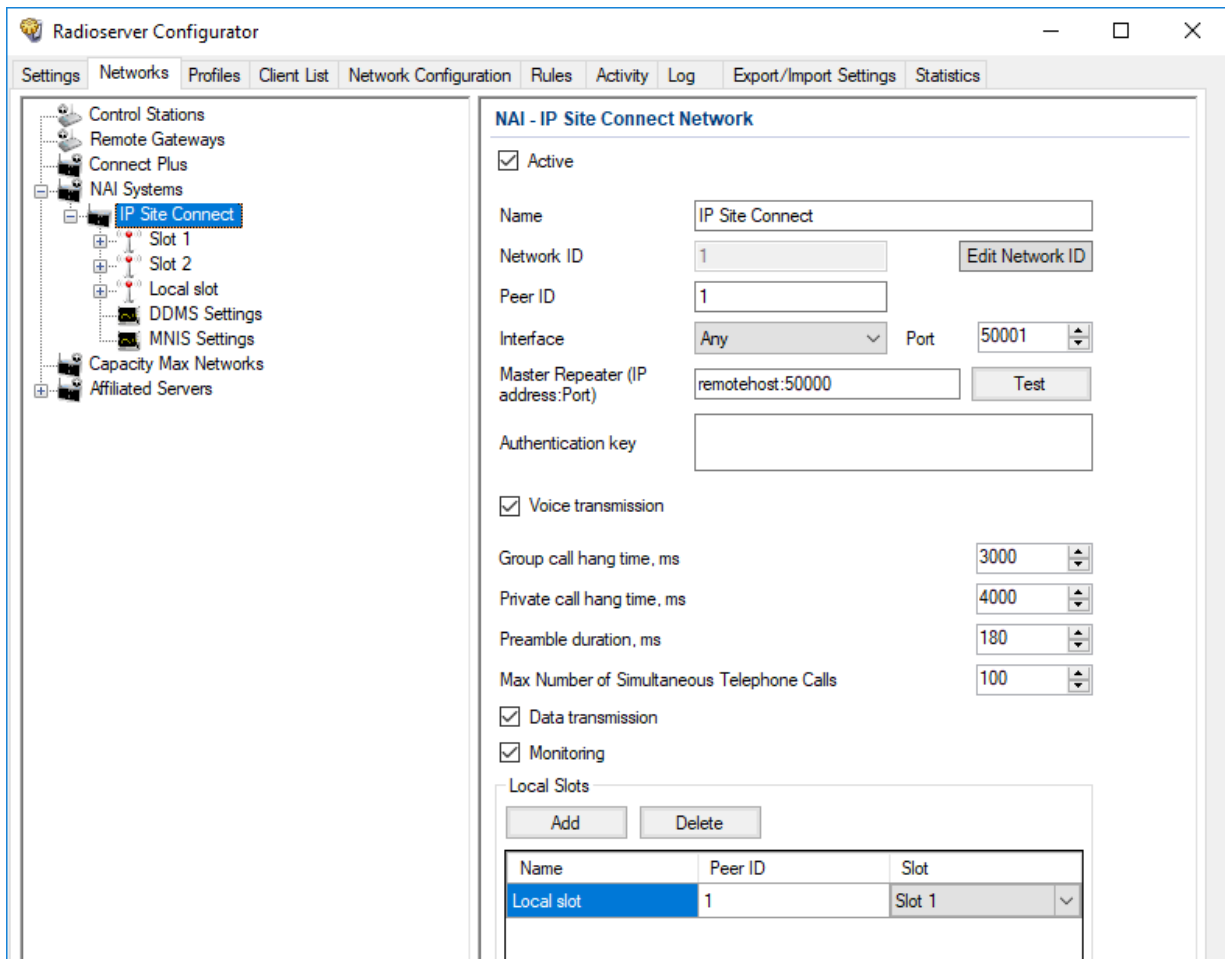 Radioserver Configurator
Settings Networks Profiles Client List Network Configuration Rules Activity Log Export/Import Settings Statistics
Control Stations
Remote Gateways
Connect Plus
NAI Systems
IP Site Connect
Slot 1
Slot 2
Local slot
DDMS Settings
MNIS Settings
Capacity Max Networks
Affiliated Servers
NAI - IP Site Connect Network
Active
Name IP Site Connect
Network ID 1 Edit Network ID
Peer ID 1
Interface Any Port 50001
Master Repeater (IP
address:Port) remotehost:50000 Test
Authentication key
Voice transmission
Group call hang time, ms 3000
Private call hang time, ms 4000
Preamble duration, ms 180
Max Number of Simultaneous Telephone Calls 100
Data transmission
Monitoring
Local Slots
Add Delete
Name Peer ID Slot
Local slot 1 Slot 1